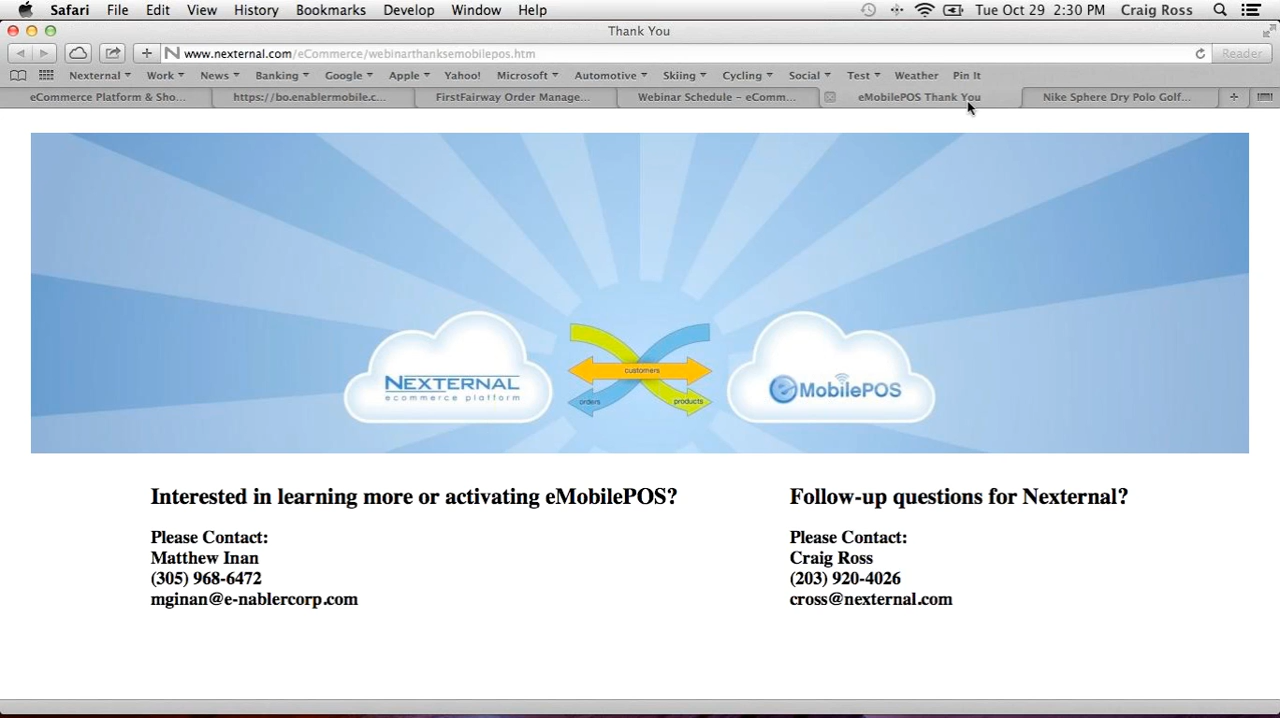 Safari File Edit View History Bookmarks Develop Window Help Tue Oct 29 2:30 PM Craig Ross
Thank You
www.nexternal.com/eCommerce/webinarthanksemobilepos.htm Reader
Nexternal Work News Banking Google Apple Yahoo! Microsoft Automotive Skiing Cycling Social Test Weather Pin It
eCommerce Platform & Sho... https://bo.enablermobile.c... FirstFairway Order Manage... Webinar Schedule – eComm... eMobilePOS Thank You Nike Sphere Dry Polo Golf...
NEXTERNAL
ecommerce platform
customers
orders
products
eMobilePOS
Interested in learning more or activating eMobilePOS?
Please Contact:
Matthew Inan
(305) 968-6472
mginan@e-nablercorp.com
Follow-up questions for Nexternal?
Please Contact:
Craig Ross
(203) 920-4026
cross@nexternal.com